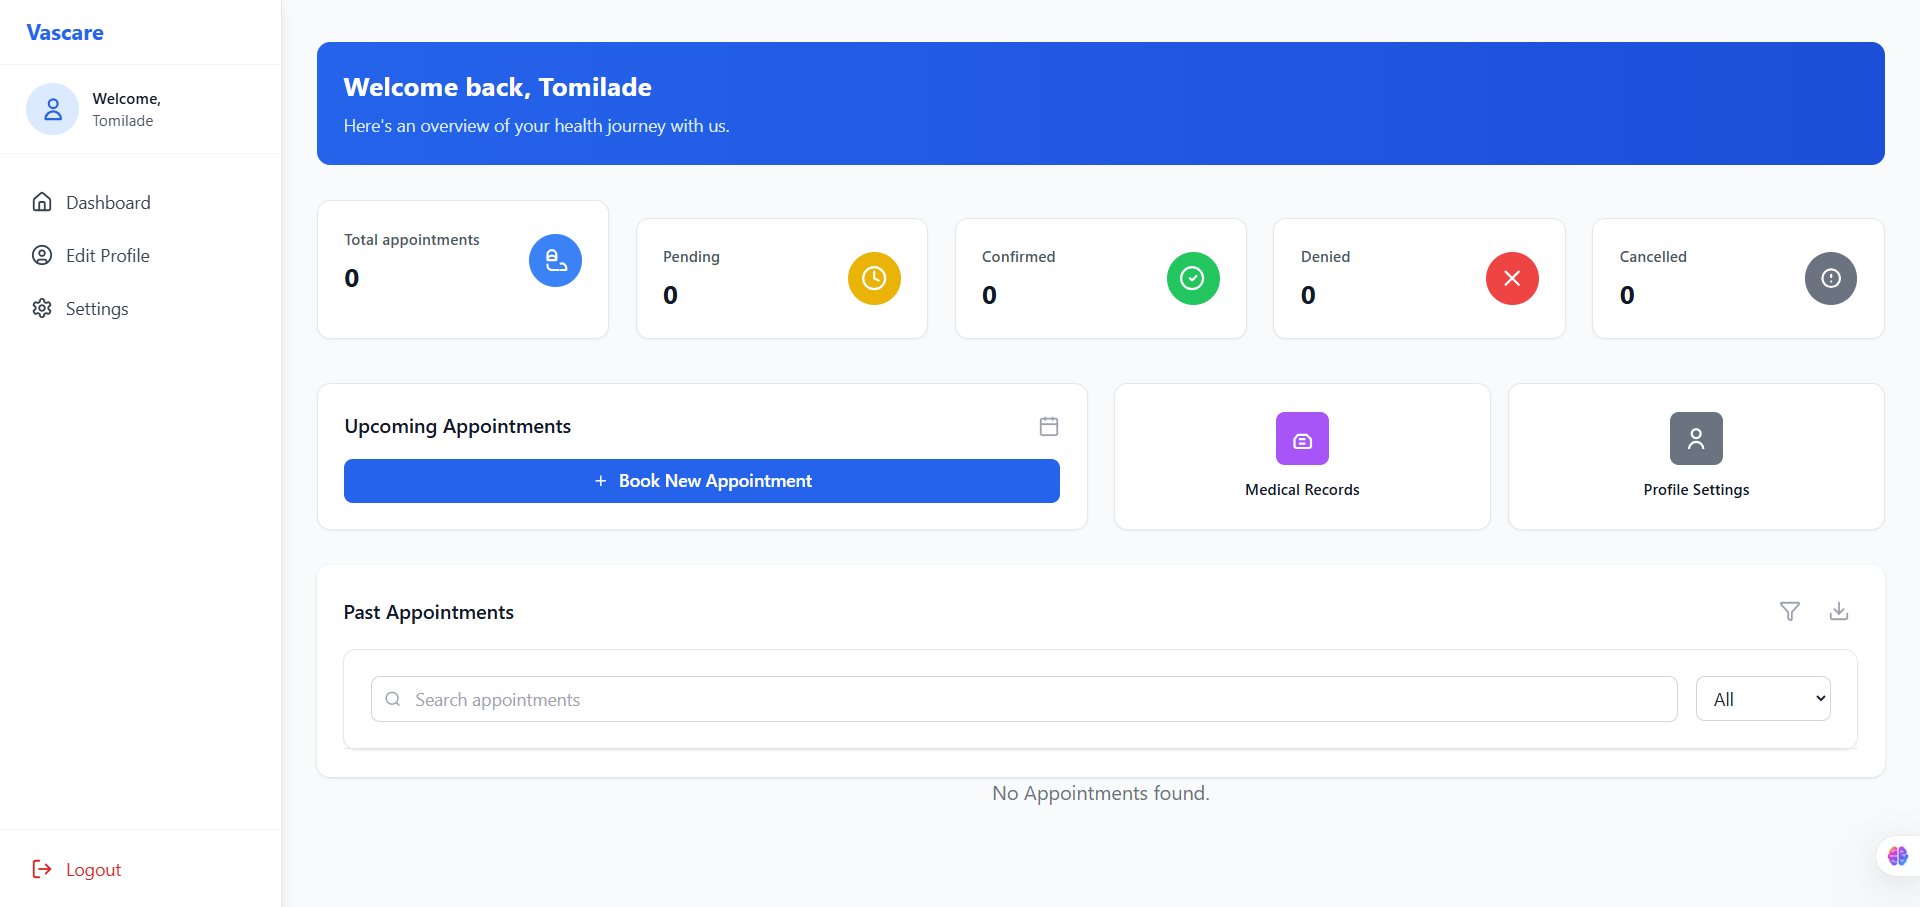 Vascare
Welcome,
Tomilade
Dashboard
Edit Profile
Settings
Logout
Welcome back, Tomilade
Here's an overview of your health journey with us.
Total appointments
0
Pending
0
Confirmed
0
Denied
0
Cancelled
0
Upcoming Appointments
+ Book New Appointment
Medical Records
Profile Settings
Past Appointments
Search appointments
All
No Appointments found.